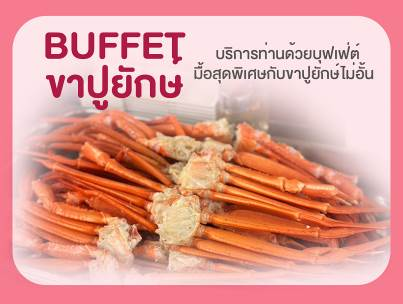 BUFFET
ขาปูยักษ์
บริการท่านด้วยบุฟเฟ่ต์
มื้อสุดพิเศษกับขาปูยักษ์ไม่อั้น